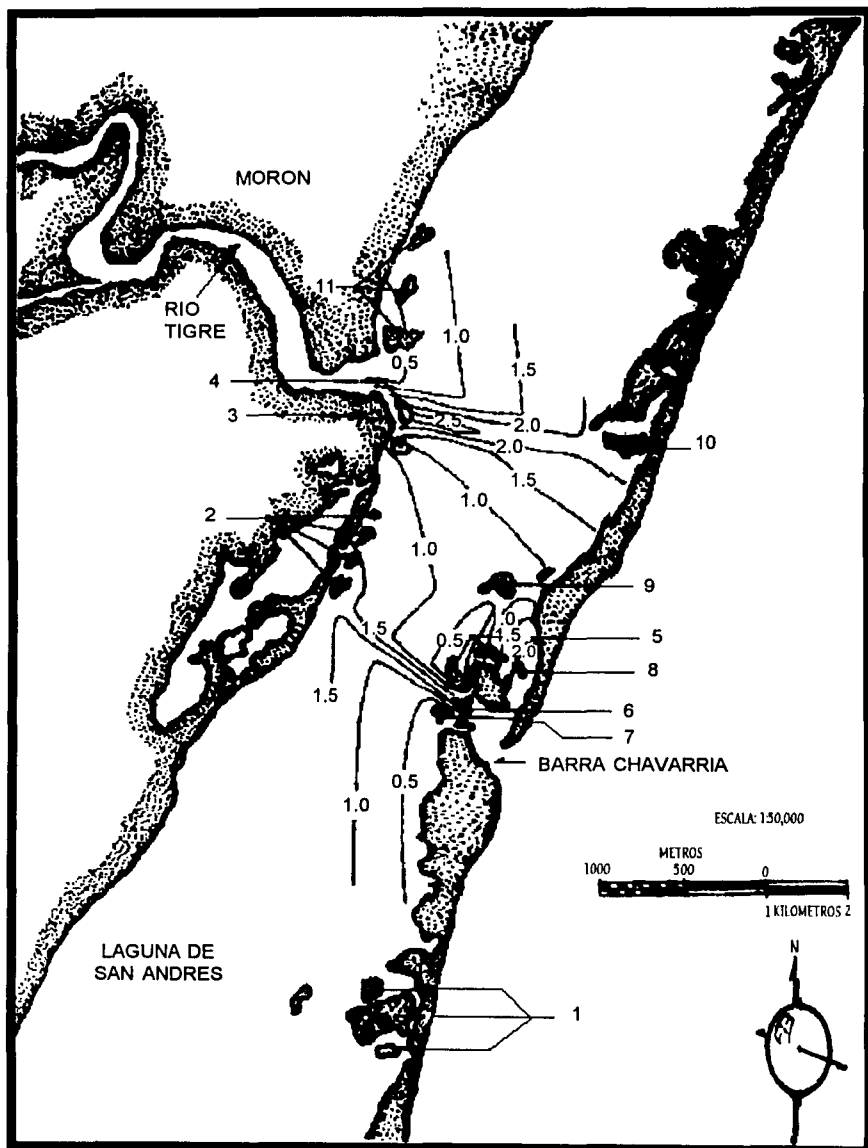 MORON
RIO
TIGRE
11
1.0
0.5
1.5
4
3
2.5
2.0
2.0
10
1.5
1.0
2
1.0
9
.0
1.5
0.5
1.5
5
2.0
8
1.5
6
7
BARRA CHAVARRIA
0.5
1.0
ESCALA: 1:50,000
METROS
1000 500 0
1 KILOMETROS 2
LAGUNA DE
SAN ANDRES
N
1